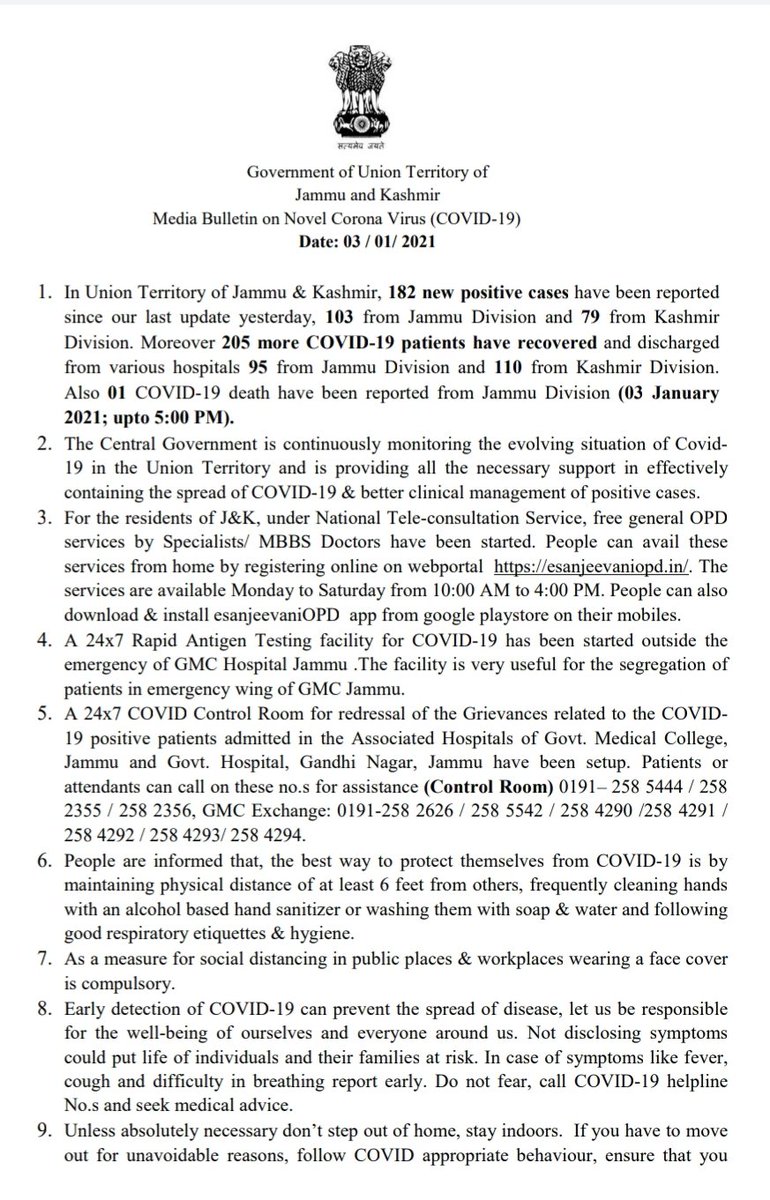 सत्यमेव जयते
Government of Union Territory of
Jammu and Kashmir
Media Bulletin on Novel Corona Virus (COVID-19)
Date: 03 / 01/ 2021
1. In Union Territory of Jammu & Kashmir, 182 new positive cases have been reported
since our last update yesterday, 103 from Jammu Division and 79 from Kashmir
Division. Moreover 205 more COVID-19 patients have recovered and discharged
from various hospitals 95 from Jammu Division and 110 from Kashmir Division.
Also 01 COVID-19 death have been reported from Jammu Division (03 January
2021; upto 5:00 PM).
2. The Central Government is continuously monitoring the evolving situation of Covid-
19 in the Union Territory and is providing all the necessary support in effectively
containing the spread of COVID-19 & better clinical management of positive cases.
3. For the residents of J&K, under National Tele-consultation Service, free general OPD
services by Specialists/ MBBS Doctors have been started. People can avail these
services from home by registering online on webportal https://esanjeevaniopd.in/. The
services are available Monday to Saturday from 10:00 AM to 4:00 PM. People can also
download & install esanjeevaniOPD app from google playstore on their mobiles.
4. A 24x7 Rapid Antigen Testing facility for COVID-19 has been started outside the
emergency of GMC Hospital Jammu .The facility is very useful for the segregation of
patients in emergency wing of GMC Jammu.
5. A 24x7 COVID Control Room for redressal of the Grievances related to the COVID-
19 positive patients admitted in the Associated Hospitals of Govt. Medical College,
Jammu and Govt. Hospital, Gandhi Nagar, Jammu have been setup. Patients or
attendants can call on these no.s for assistance (Control Room) 0191– 258 5444 / 258
2355 / 258 2356, GMC Exchange: 0191-258 2626 / 258 5542 / 258 4290 /258 4291 /
258 4292 / 258 4293/ 258 4294.
6. People are informed that, the best way to protect themselves from COVID-19 is by
maintaining physical distance of at least 6 feet from others, frequently cleaning hands
with an alcohol based hand sanitizer or washing them with soap & water and following
good respiratory etiquettes & hygiene.
7. As a measure for social distancing in public places & workplaces wearing a face cover
is compulsory.
8. Early detection of COVID-19 can prevent the spread of disease, let us be responsible
for the well-being of ourselves and everyone around us. Not disclosing symptoms
could put life of individuals and their families at risk. In case of symptoms like fever,
cough and difficulty in breathing report early. Do not fear, call COVID-19 helpline
No.s and seek medical advice.
9. Unless absolutely necessary don’t step out of home, stay indoors. If you have to move
out for unavoidable reasons, follow COVID appropriate behaviour, ensure that you